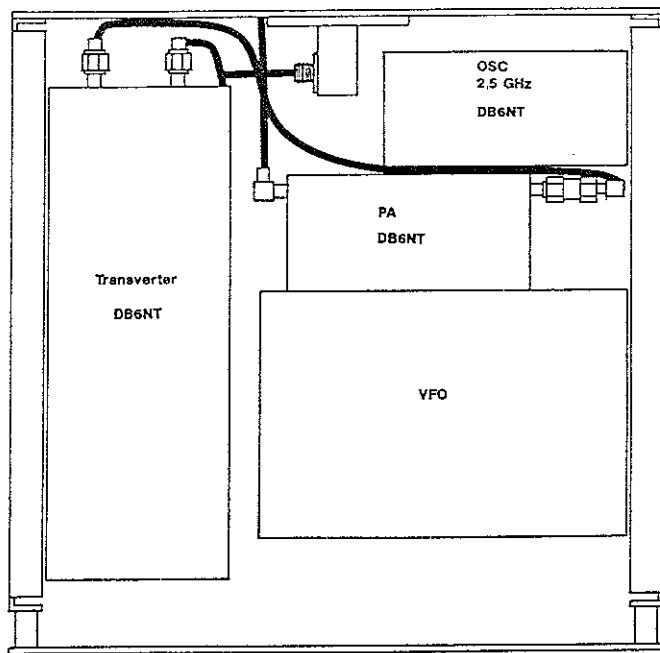 OSC
2,5 GHz
DB6NT
PA
DB6NT
Transverter
DB6NT
VFO